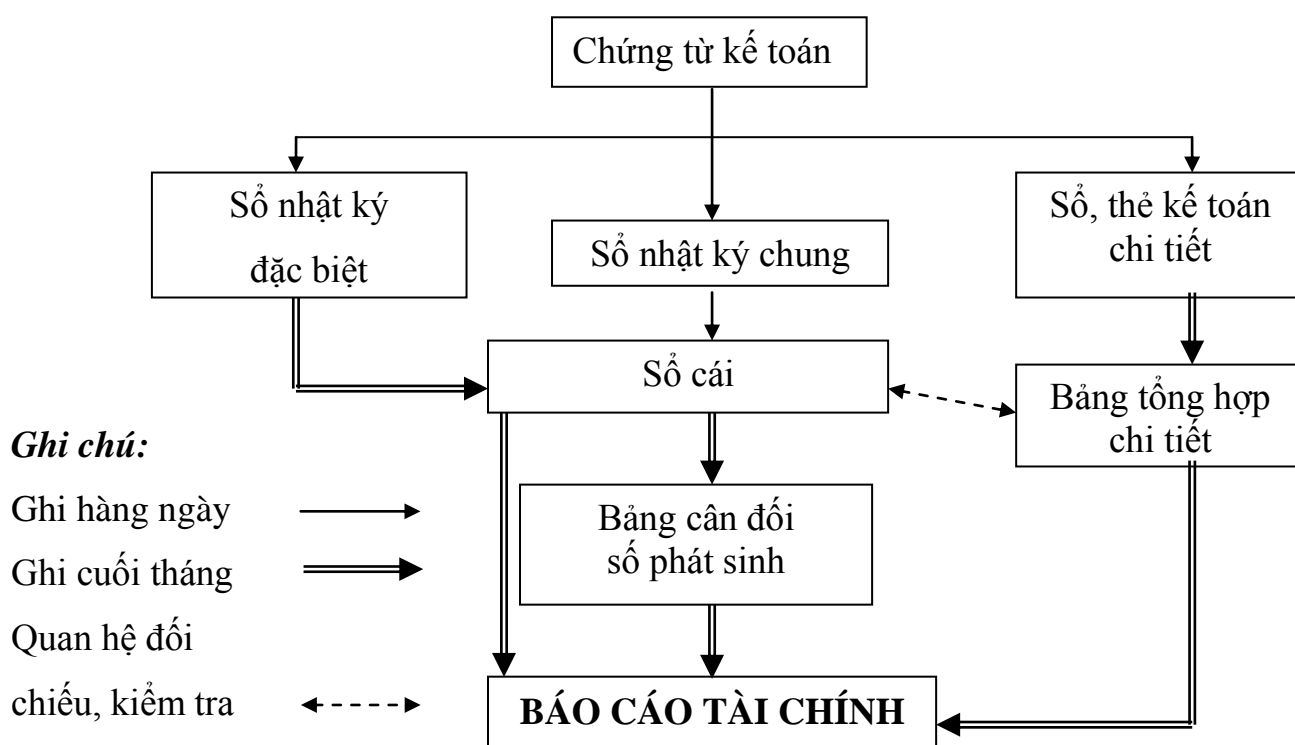 Chứng từ kế toán
Sổ nhật ký
đặc biệt
Sổ nhật ký chung
Sổ, thẻ kế toán
chi tiết
Sổ cái
Bảng tổng hợp
chi tiết
Ghi chú:
Ghi hàng ngày
Ghi cuối tháng
Quan hệ đối
chiếu, kiểm tra
Bảng cân đối
số phát sinh
BÁO CÁO TÀI CHÍNH